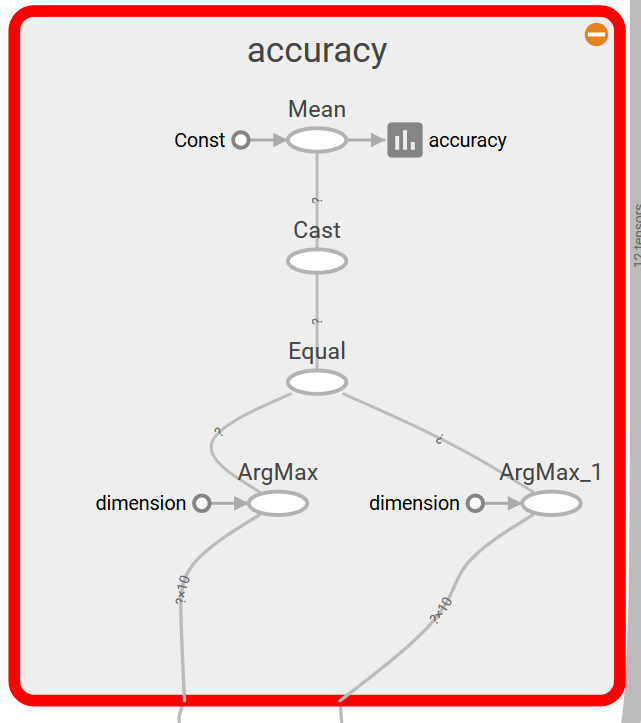 accuracy
Mean
Const
accuracy
?
Cast
?
Equal
?
?
ArgMax
ArgMax_1
dimension
dimension
?×10
?×10
12 tensors